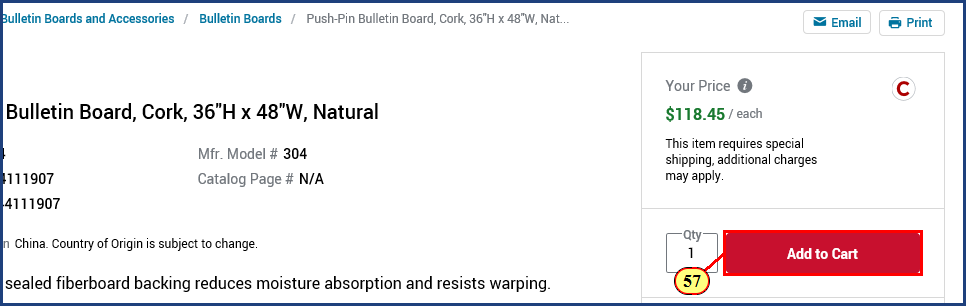 Bulletin Boards and Accessories / Bulletin Boards / Push-Pin Bulletin Board, Cork, 36"H x 48"W, Nat...
Email
Print
Your Price i
C
$118.45 / each
This item requires special
shipping, additional charges
may apply.
Bulletin Board, Cork, 36"H x 48"W, Natural
4
Mfr. Model # 304
4111907
Catalog Page # N/A
44111907
n China. Country of Origin is subject to change.
Qty
1
Add to Cart
57
sealed fiberboard backing reduces moisture absorption and resists warping.